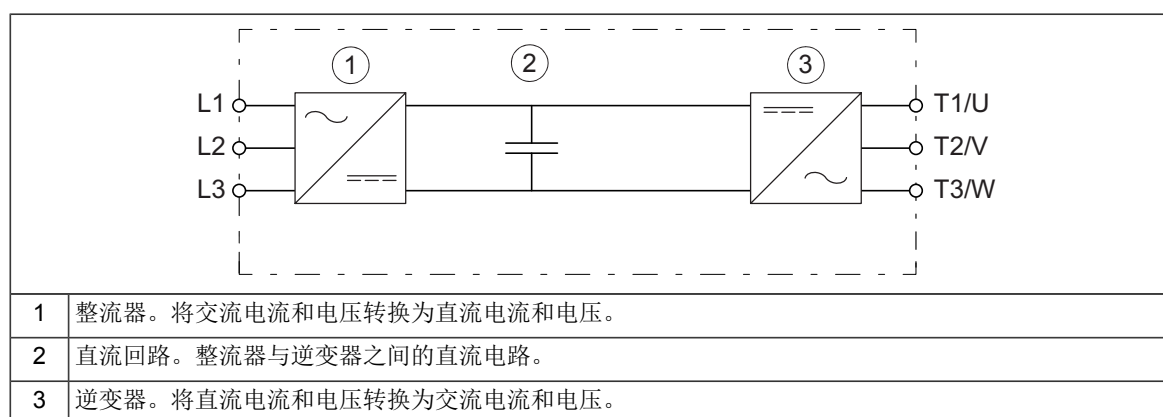 1 2 3
L1 T1/U
L2 T2/V
L3 T3/W
1 整流器。将交流电流和电压转换为直流电流和电压。
2 直流回路。整流器与逆变器之间的直流电路。
3 逆变器。将直流电流和电压转换为交流电流和电压。